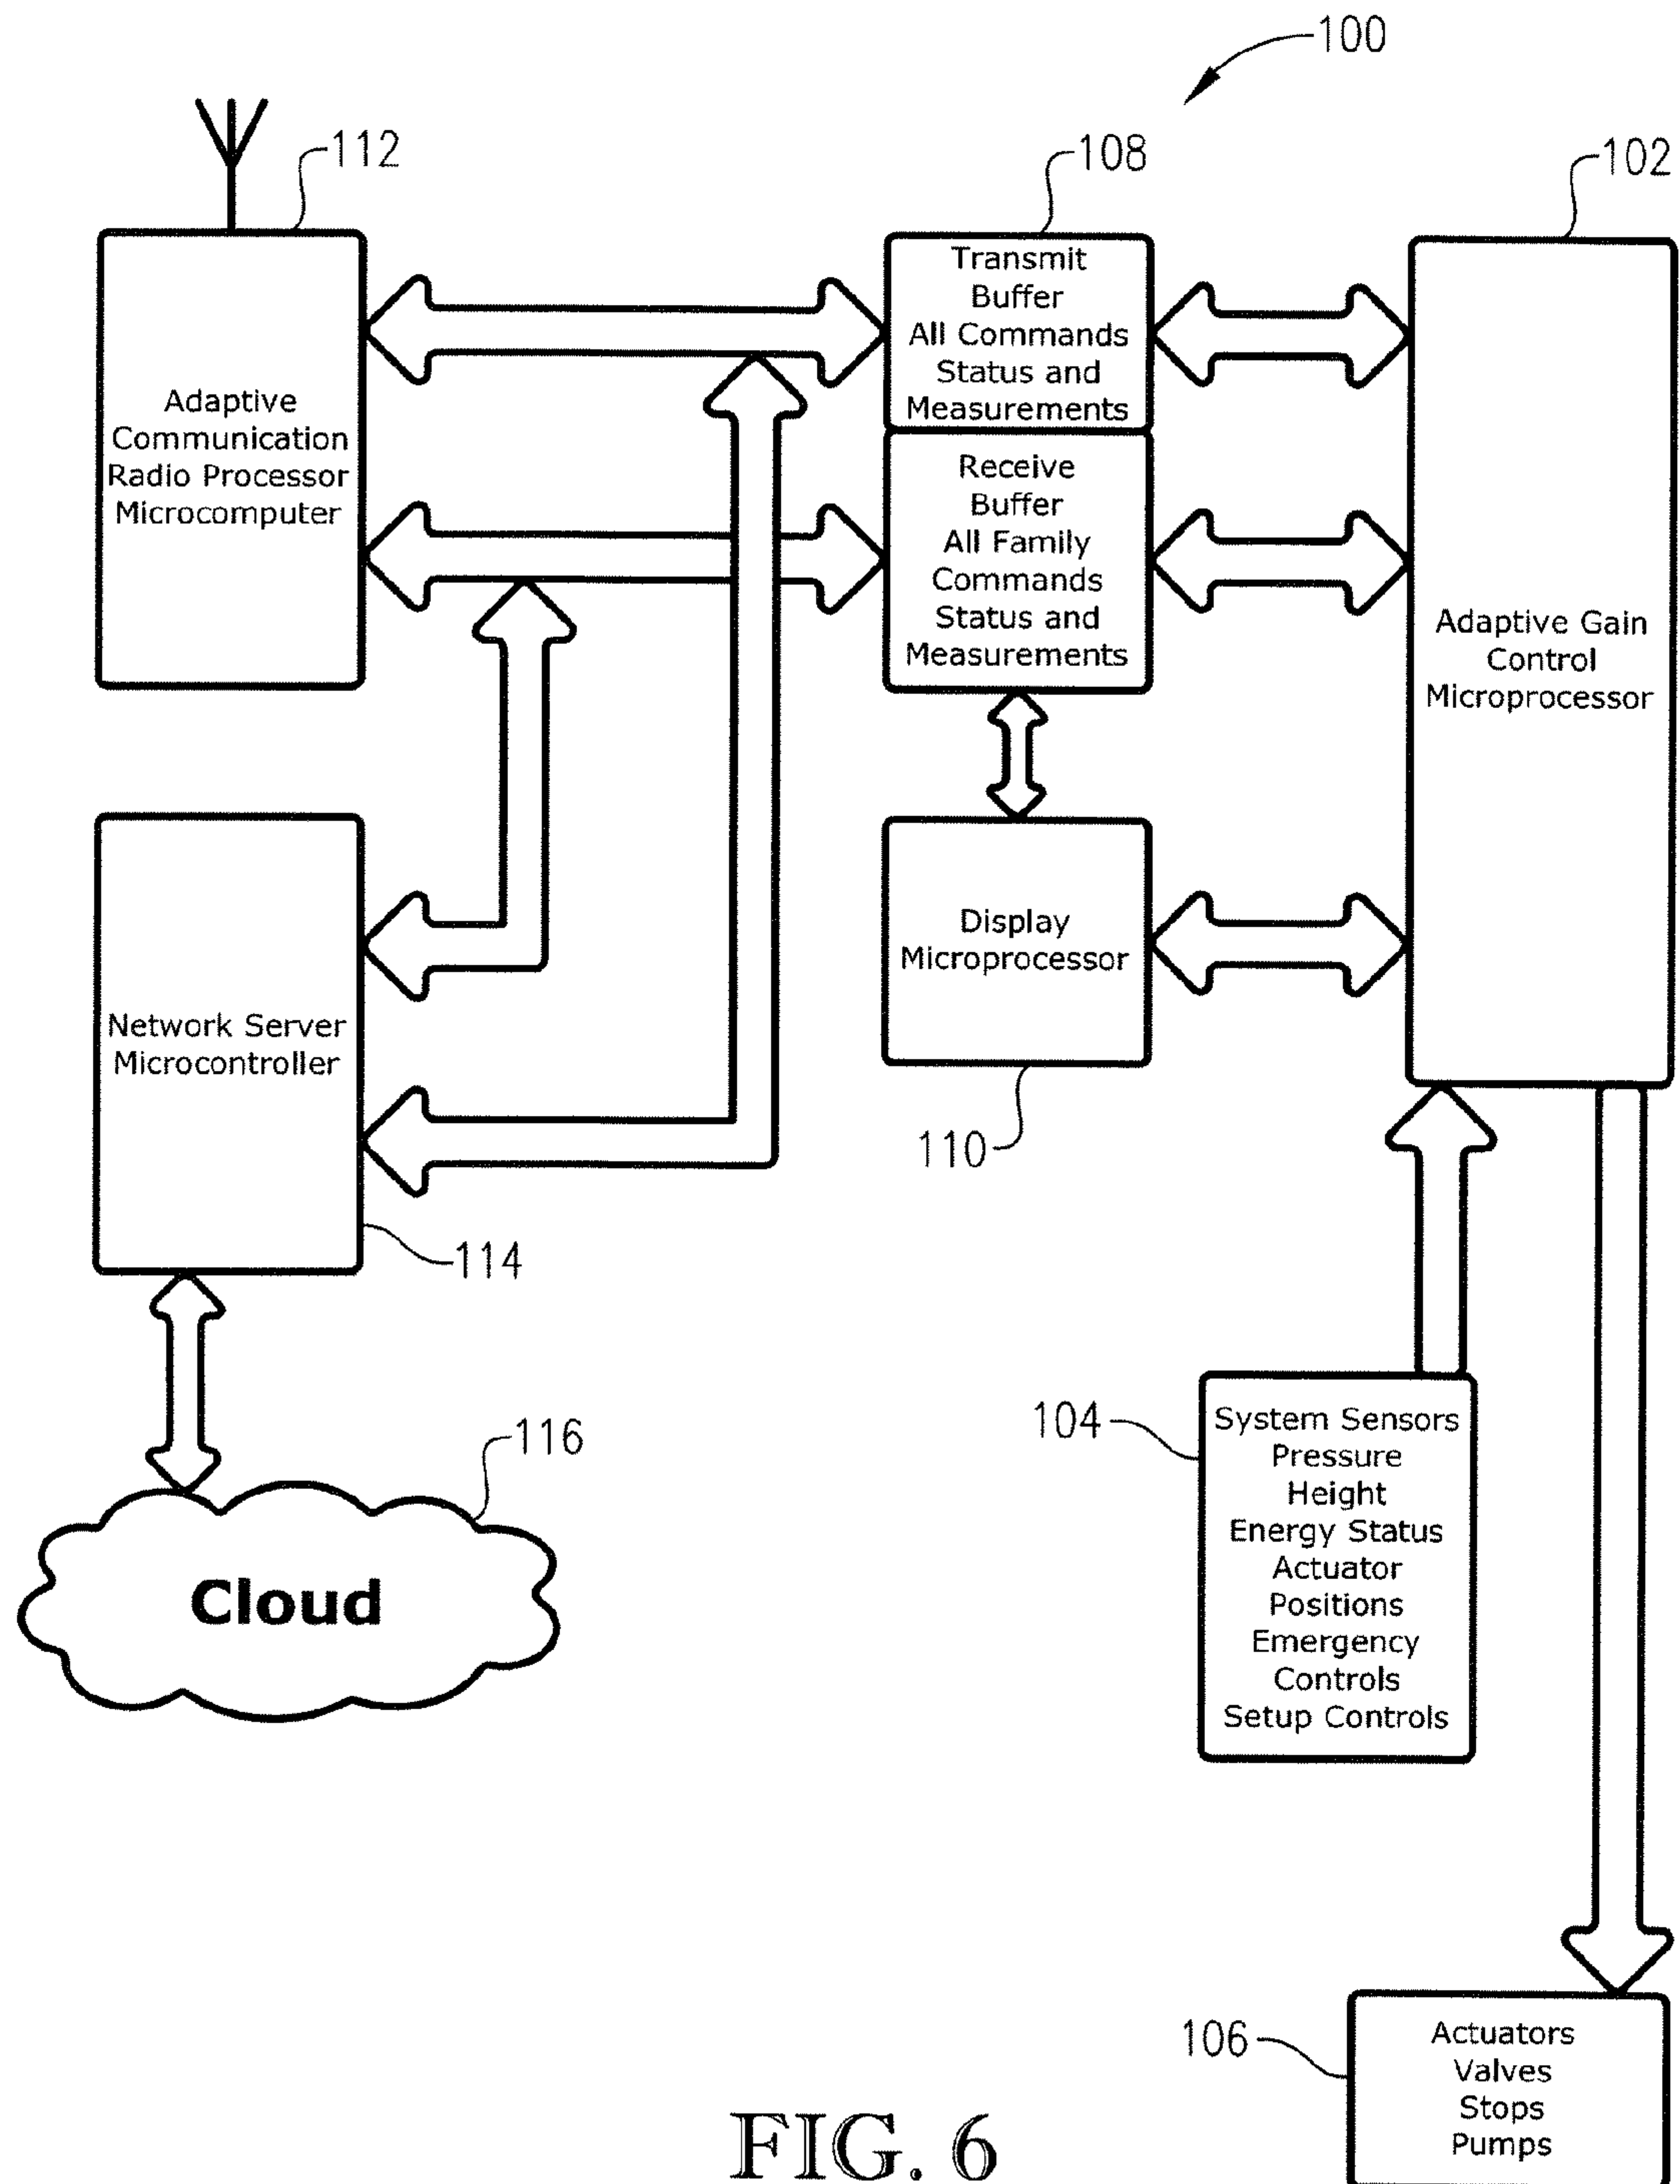 100
112
108
102
Transmit
Buffer
All Commands
Status and
Measurements
Adaptive
Communication
Radio Processor
Microcomputer
Receive
Buffer
All Family
Commands
Status and
Measurements
Adaptive Gain
Control
Microprocessor
Display
Microprocessor
110
Network Server
Microcontroller
114
116
Cloud
104
System Sensors
Pressure
Height
Energy Status
Actuator
Positions
Emergency
Controls
Setup Controls
106
Actuators
Valves
Stops
Pumps
FIG. 6